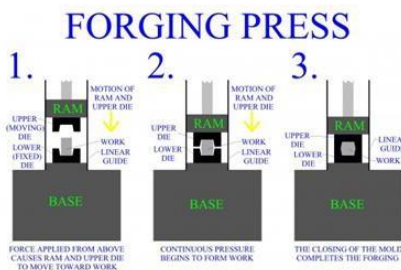 FORGING PRESS
1.
MOTION OF
RAM AND
UPPER DIE
RAM
UPPER
(MOVING)
DIE
LOWER
(FIXED) DIE
WORK
LINEAR
GUIDE
BASE
FORCE APPLIED FROM ABOVE
CAUSES RAM AND UPPER DIE
TO MOVE TOWARD WORK
2.
MOTION OF
RAM AND
UPPER DIE
RAM
UPPER DIE
LOWER
DIE
WORK
LINEAR
GUIDE
BASE
CONTINUOUS PRESSURE
BEGINS TO FORM WORK
3.
RAM
UPPER DIE
LOWER DIE
LINEAR
GUIDE
WORK
BASE
THE CLOSING OF THE MOLD
COMPLETES THE FORGING